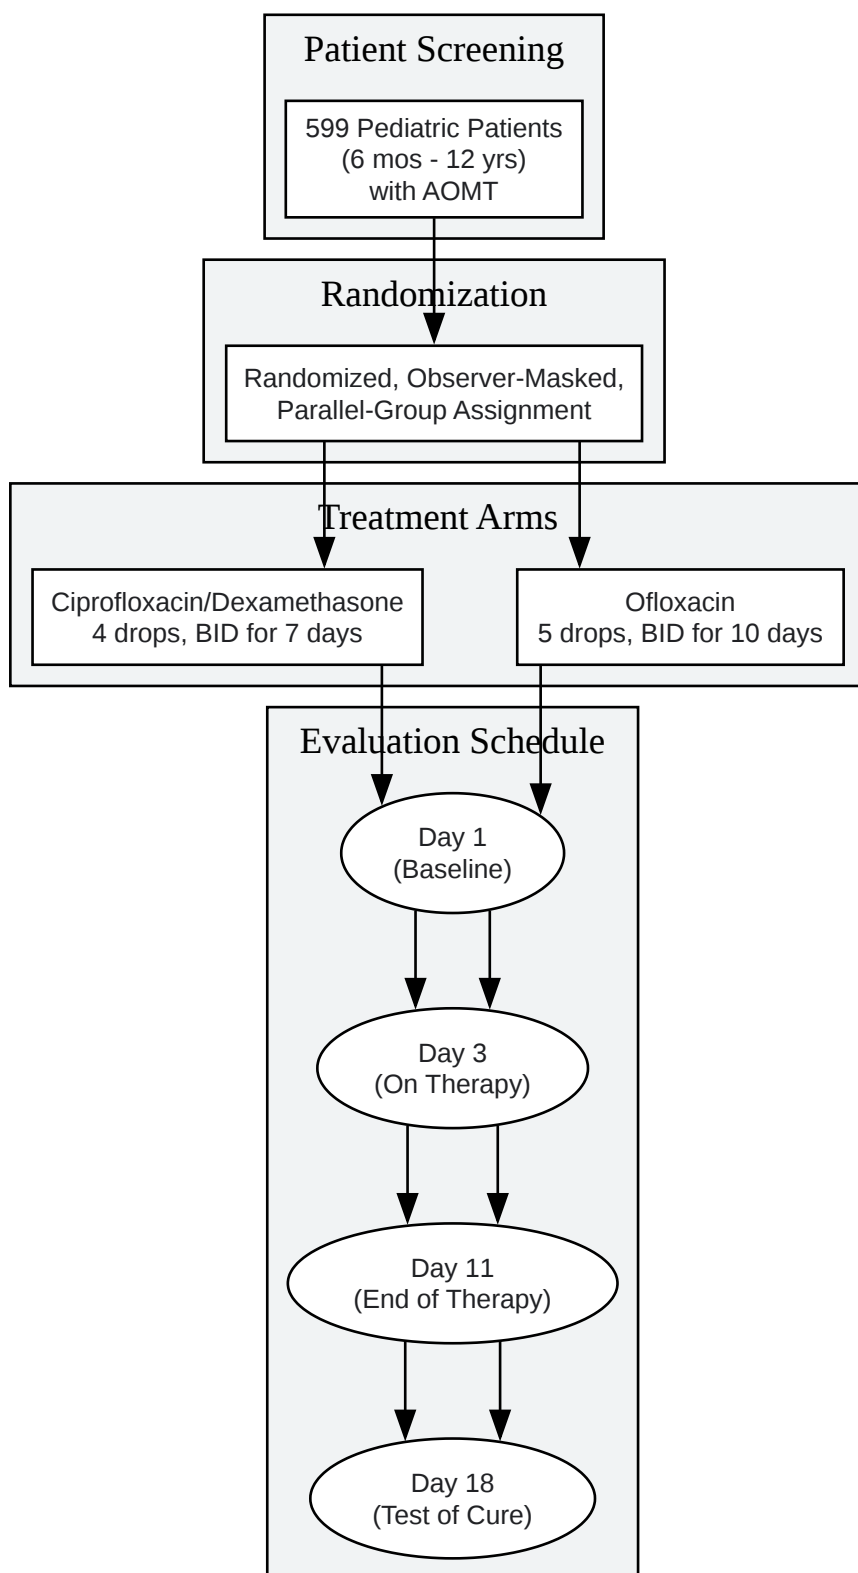 Patient Screening
599 Pediatric Patients
(6 mos - 12 yrs)
with AOMT
Randomization
Randomized, Observer-Masked,
Parallel-Group Assignment
Treatment Arms
Ciprofloxacin/Dexamethasone
4 drops, BID for 7 days
Ofloxacin
5 drops, BID for 10 days
Evaluation Schedule
Day 1
(Baseline)
Day 3
(On Therapy)
Day 11
(End of Therapy)
Day 18
(Test of Cure)